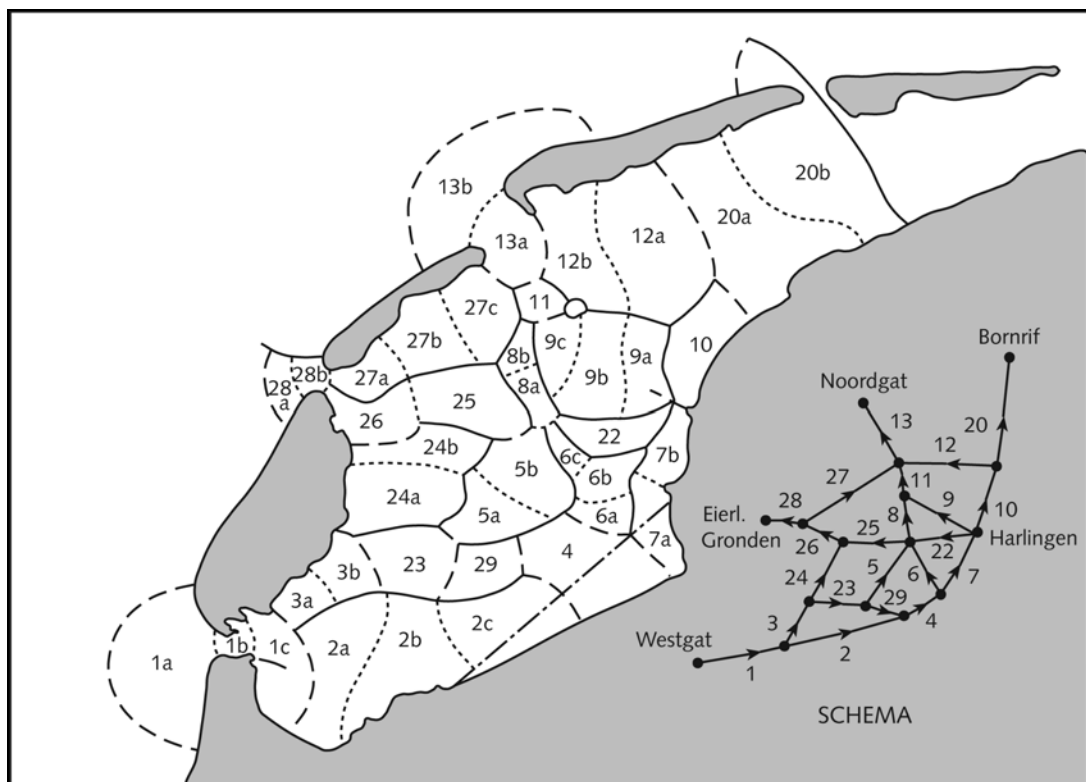 20b
13b
20a
12a
13a
12b
11
27c
10
27b
9c
8b
9a
9b
28b
27a
8a
28
a
25
26
22
24b
6c
7b
5b
6b
24a
6a
5a
4
7a
23
29
3b
3a
2c
1b
1c
2a
2b
1a
Bornrif
Noordgat
20
13
12
27
11
10
28
9
Eierl.
Gronden
8
25
Harlingen
26
22
24
5
6
7
23
29
4
3
Westgat
2
1
SCHEMA